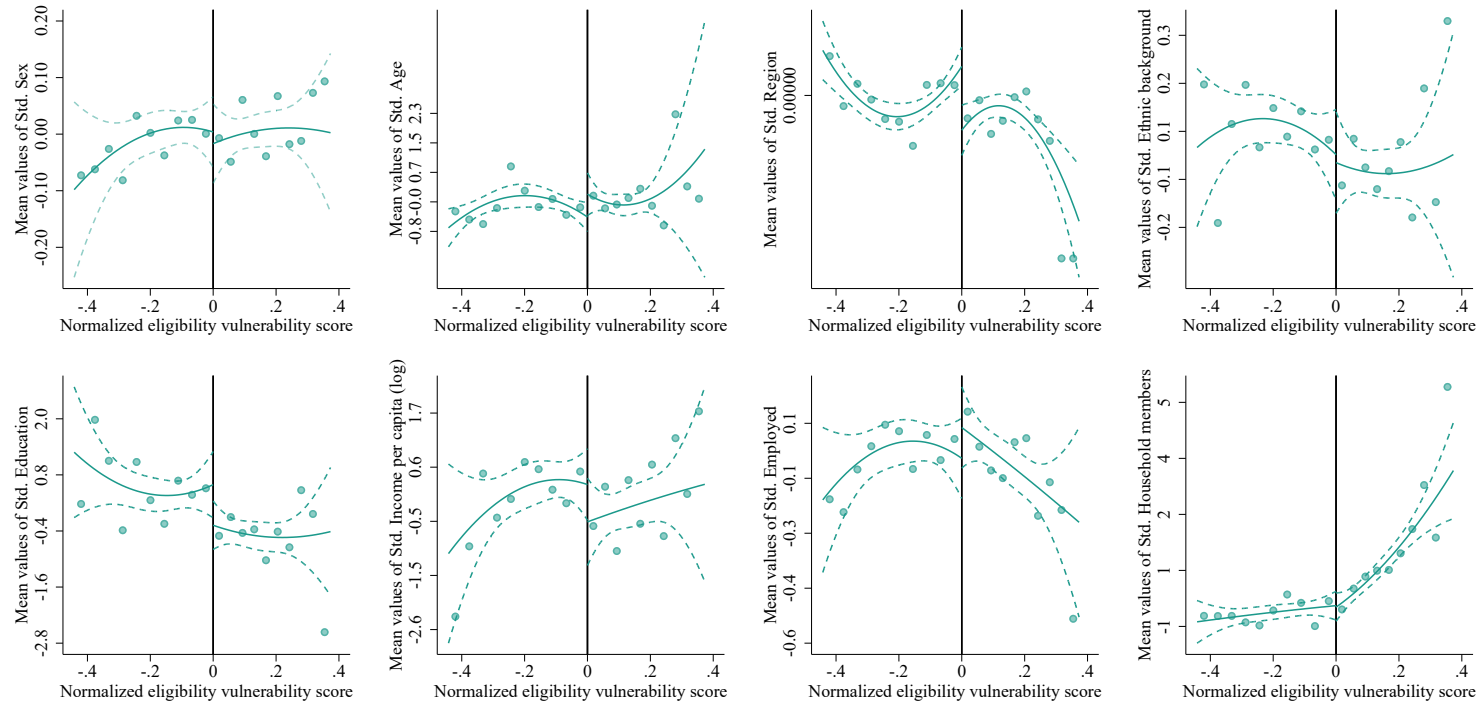 Mean values of Std. Sex
0.20
0.10
0.00
-0.10
-0.20
-.4 -.2 0 .2 .4
Normalized eligibility vulnerability score
Mean values of Std. Age
2.3
1.5
0.7
-0.0
-0.8
-.4 -.2 0 .2 .4
Normalized eligibility vulnerability score
Mean values of Std. Region
0.00000
-.4 -.2 0 .2 .4
Normalized eligibility vulnerability score
Mean values of Std. Ethnic background
0.3
0.2
0.1
-0.1
-0.2
-.4 -.2 0 .2 .4
Normalized eligibility vulnerability score
Mean values of Std. Education
2.0
0.8
-0.4
-1.6
-2.8
-.4 -.2 0 .2 .4
Normalized eligibility vulnerability score
Mean values of Std. Income per capita (log)
1.7
0.6
-0.5
-1.5
-2.6
-.4 -.2 0 .2 .4
Normalized eligibility vulnerability score
Mean values of Std. Employed
0.1
-0.1
-0.3
-0.4
-0.6
-.4 -.2 0 .2 .4
Normalized eligibility vulnerability score
Mean values of Std. Household members
5
4
2
1
-1
-.4 -.2 0 .2 .4
Normalized eligibility vulnerability score